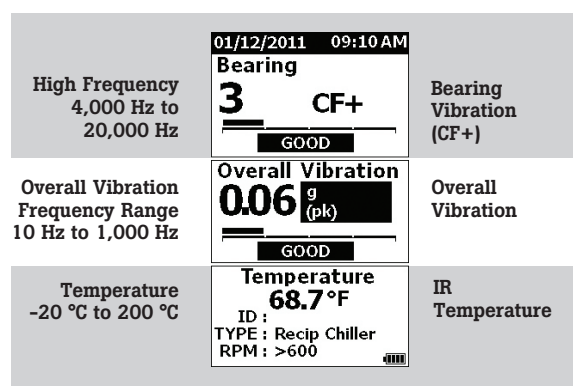 01/12/2011 09:10 AM
High Frequency
4,000 Hz to
20,000 Hz
Bearing
3 CF+
GOOD
Bearing
Vibration
(CF+)
Overall Vibration
Frequency Range
10 Hz to 1,000 Hz
Overall Vibration
0.06 g
(pk)
GOOD
Overall
Vibration
Temperature
-20 °C to 200 °C
Temperature
68.7°F
ID :
TYPE : Recip Chiller
RPM : >600
IR
Temperature